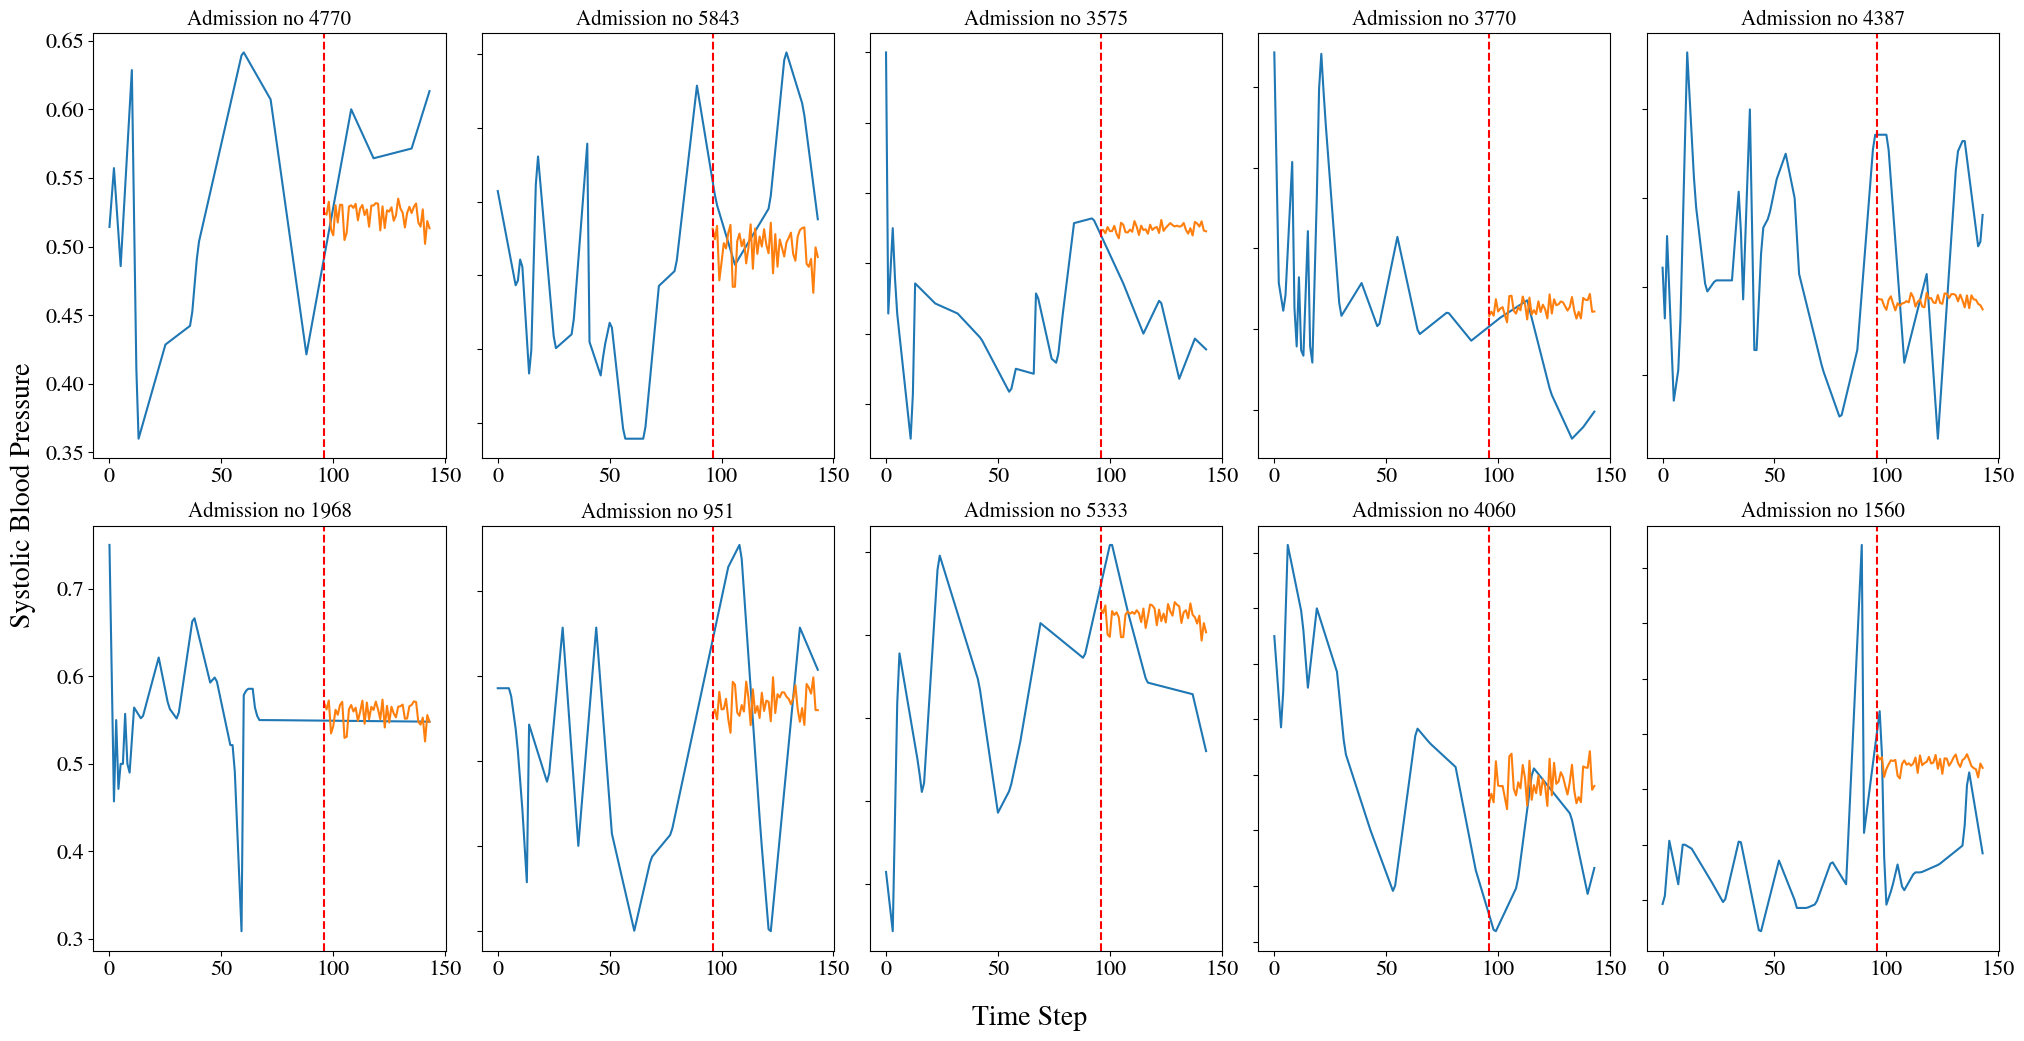 Admission no 4770
Admission no 5843
Admission no 3575
Admission no 3770
Admission no 4387
0.65
0.60
0.55
0.50
0.45
0.40
0.35
0 50 100 150
0 50 100 150
0 50 100 150
0 50 100 150
0 50 100 150
Systolic Blood Pressure
Admission no 1968
Admission no 951
Admission no 5333
Admission no 4060
Admission no 1560
0.7
0.6
0.5
0.4
0.3
0 50 100 150
0 50 100 150
0 50 100 150
0 50 100 150
0 50 100 150
Time Step